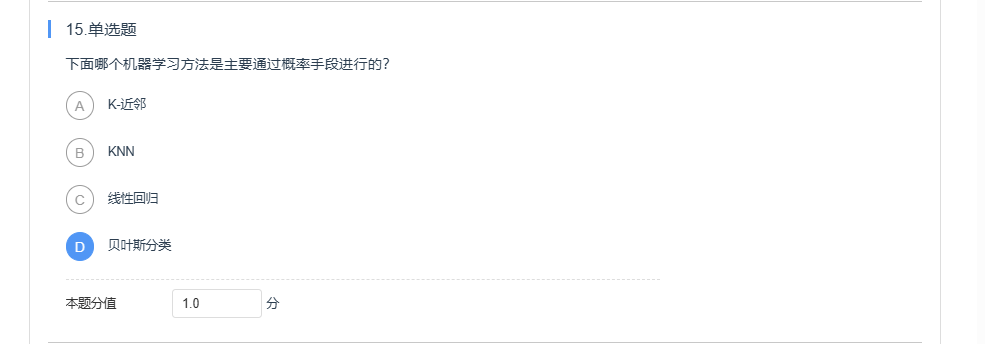 15.单选题
下面哪个机器学习方法是主要通过概率手段进行的？
A K-近邻
B KNN
C 线性回归
D 贝叶斯分类
本题分值 1.0 分